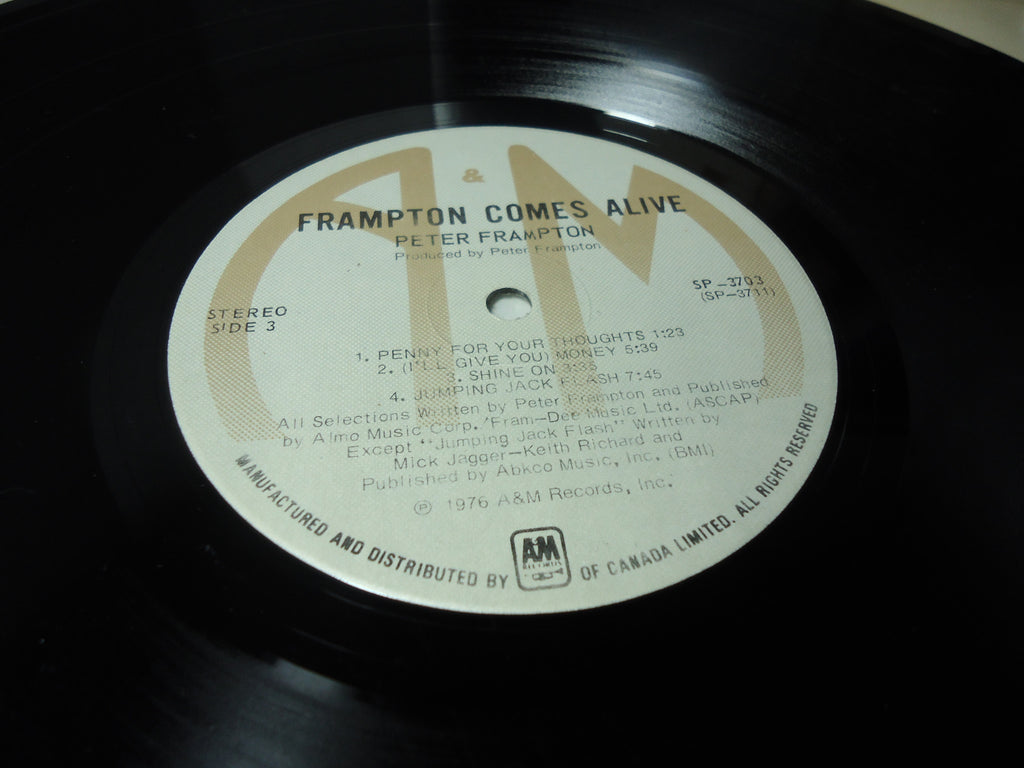 &
FRAMPTON COMES ALIVE
PETER FRAMPTON
Produced by Peter Frampton
STEREO
SIDE 3
SP-3703
(SP-3711)
1. PENNY FOR YOUR THOUGHTS 1:23
2. (I'LL GIVE YOU) MONEY 5:39
3. SHINE ON 3:35
4. JUMPING JACK FLASH 7:45
All Selections Written by Peter Frampton and Published
by Almo Music Corp./Fram-Dee Music Ltd. (ASCAP)
Except "Jumping Jack Flash" Written by
Mick Jagger-Keith Richard and
Published by Abkco Music, Inc. (BMI)
℗ 1976 A&M Records, Inc.
MANUFACTURED AND DISTRIBUTED BY A&M RECORDS OF CANADA LIMITED. ALL RIGHTS RESERVED